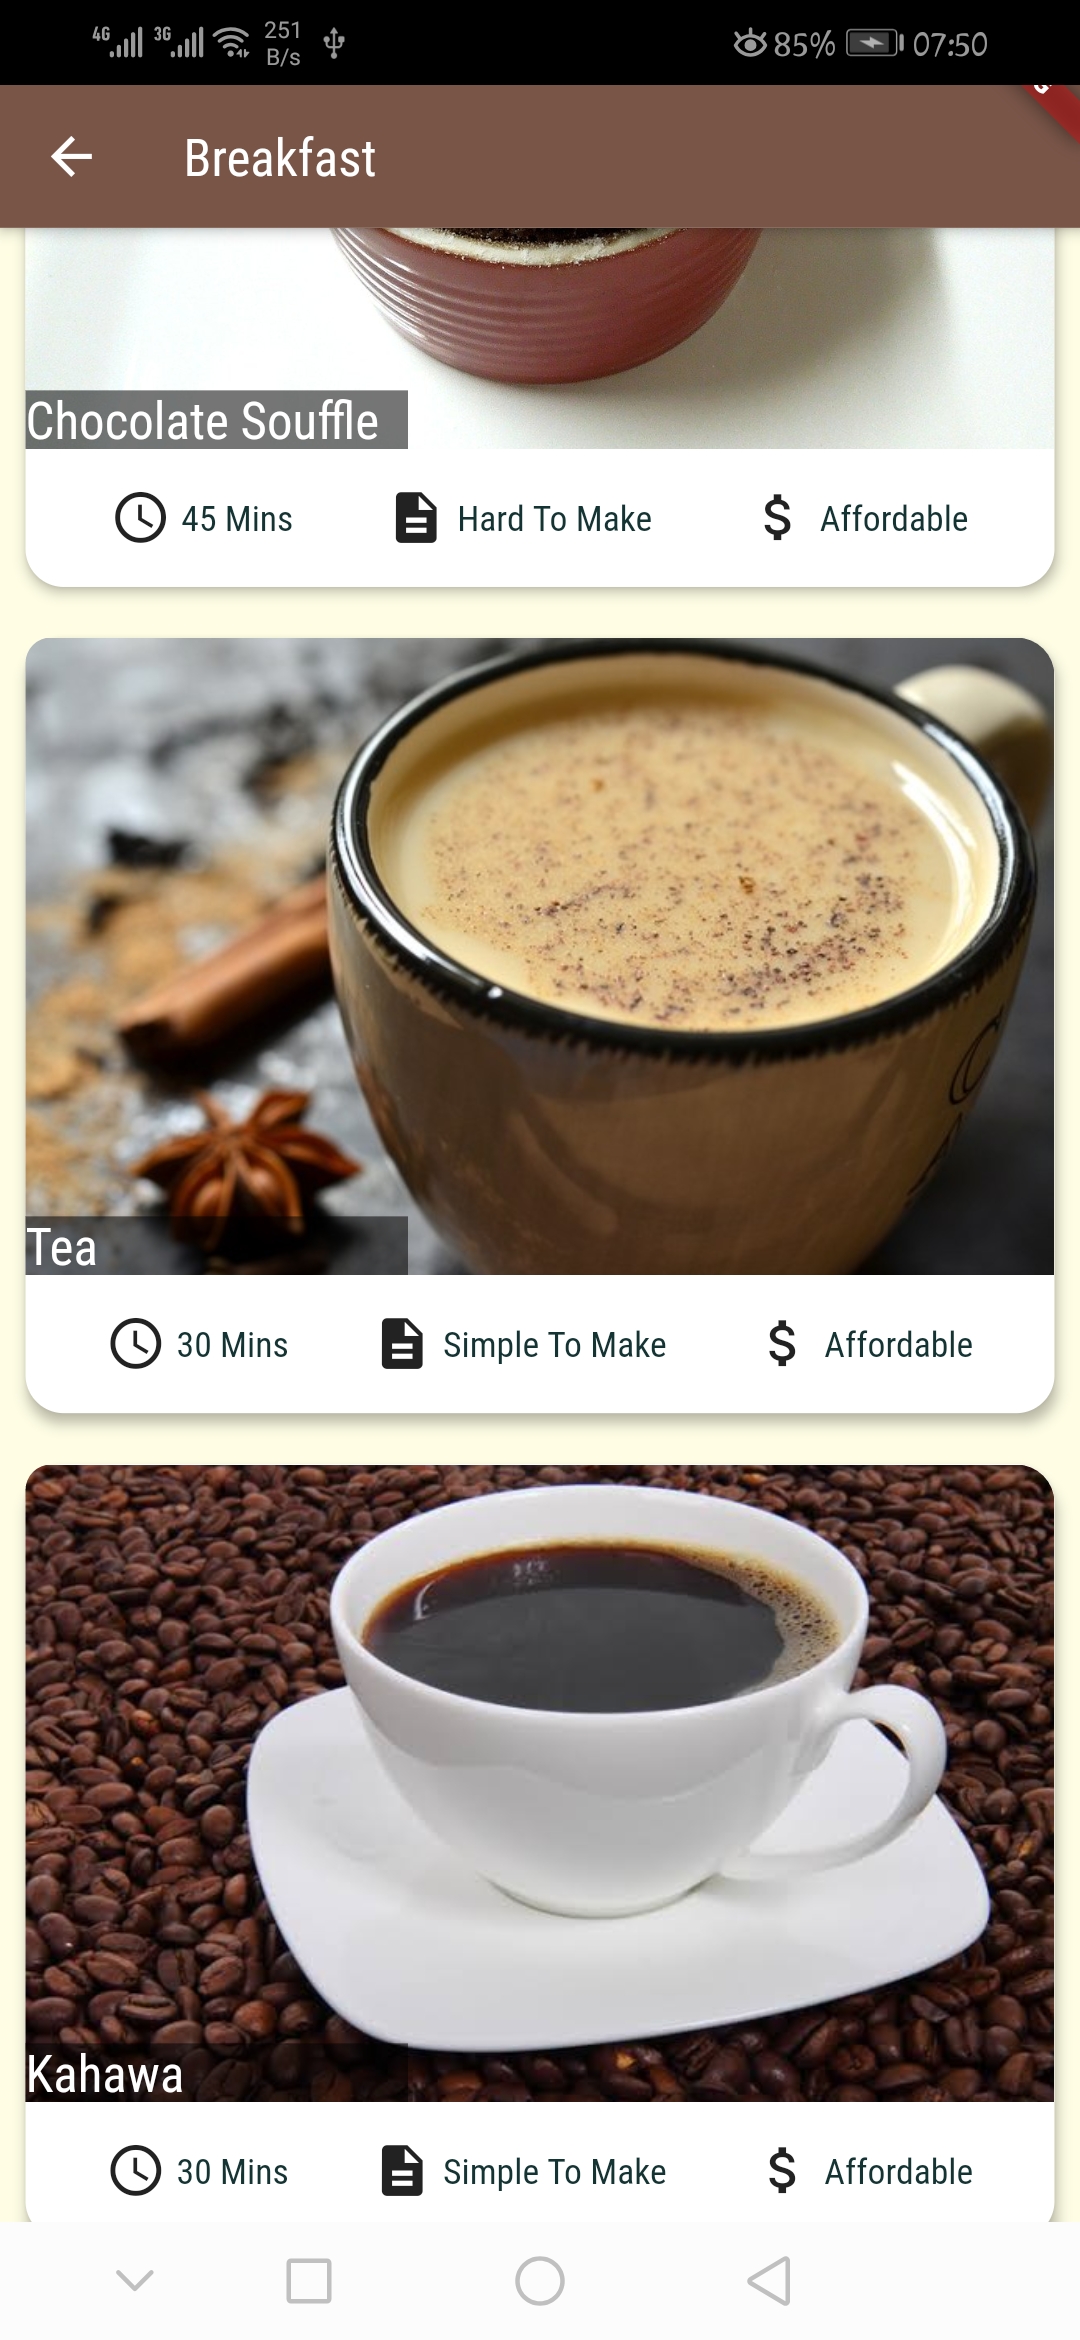 4G 3G 251 B/s 85% 07:50
Breakfast
Chocolate Souffle
45 Mins Hard To Make Affordable
Tea
30 Mins Simple To Make Affordable
Kahawa
30 Mins Simple To Make Affordable